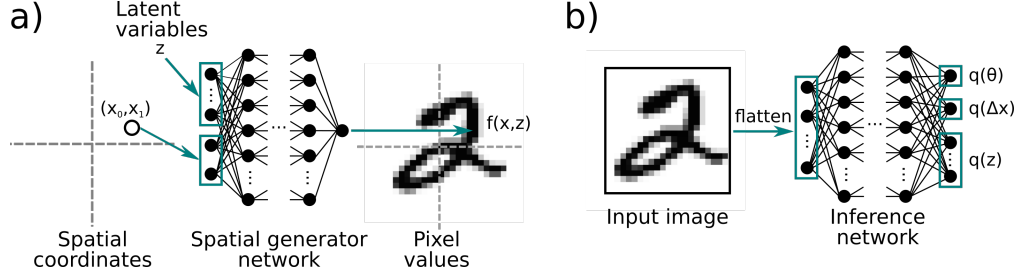 a)
Latent
variables
z
(x₀,x₁)
...
f(x,z)
Spatial
coordinates
Spatial generator
network
Pixel
values
b)
flatten
...
q(θ)
q(Δx)
q(z)
Input image
Inference
network